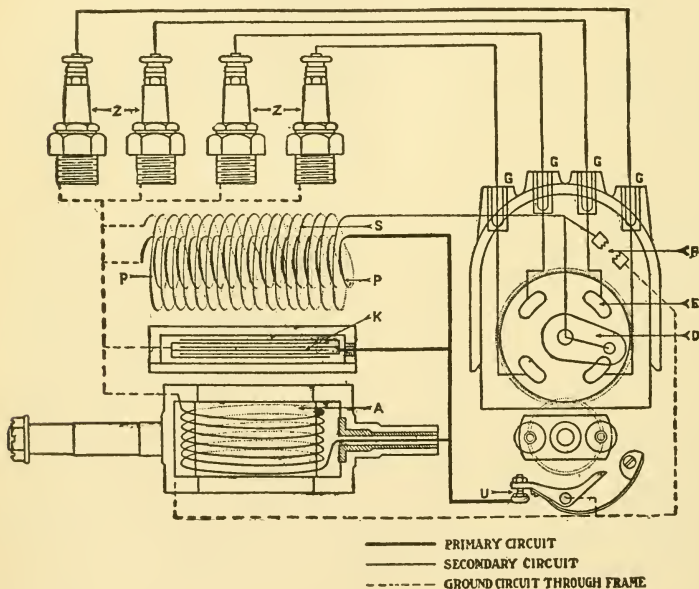 Z Z
G G G G
S
F
P P
E
K
D
A
U
PRIMARY CIRCUIT
SECONDARY CIRCUIT
GROUND CIRCUIT THROUGH FRAME